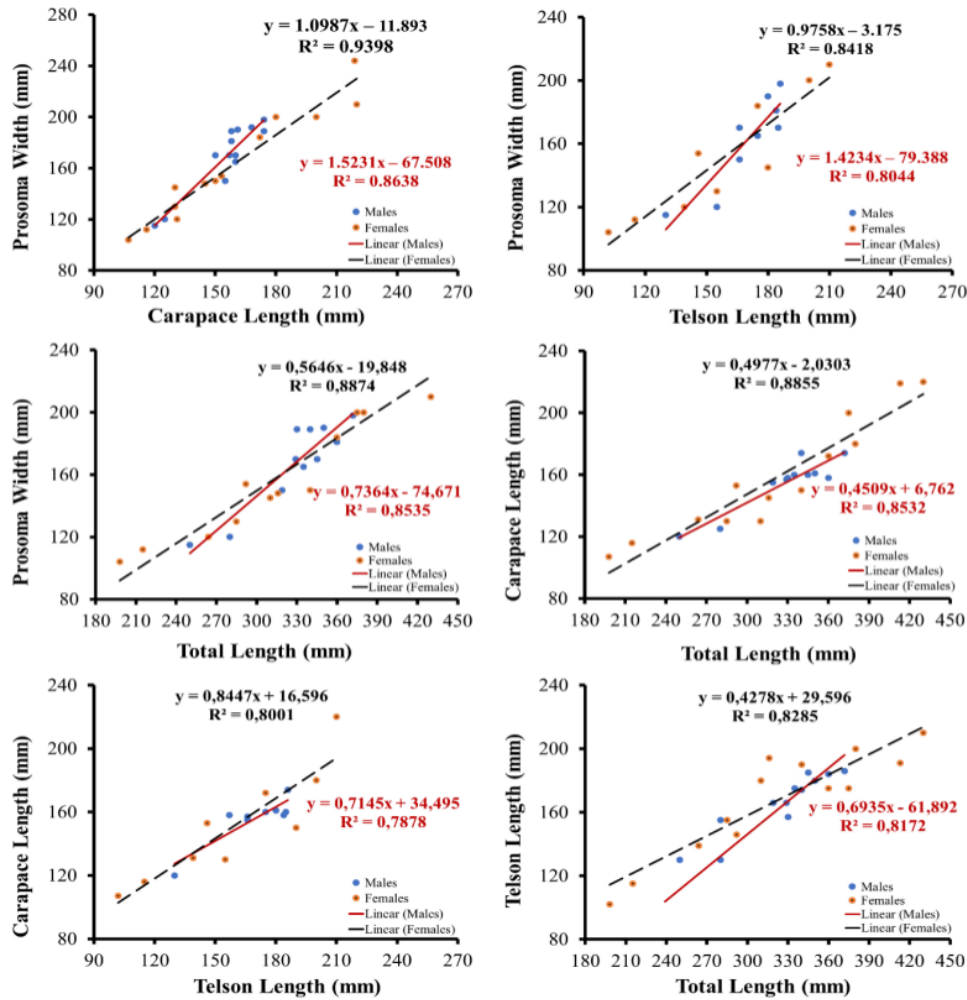 y = 1.0987x – 11.893
R² = 0.9398
Prosoma Width (mm)
280
240
200
160
120
80
y = 1.5231x – 67.508
R² = 0.8638
Males
Females
Linear (Males)
Linear (Females)
90 120 150 180 210 240 270
Carapace Length (mm)
y = 0.9758x – 3.175
R² = 0.8418
Prosoma Width (mm)
240
200
160
120
80
y = 1.4234x – 79.388
R² = 0.8044
Males
Females
Linear (Males)
Linear (Females)
90 120 150 180 210 240 270
Telson Length (mm)
y = 0,5646x - 19,848
R² = 0,8874
Prosoma Width (mm)
240
200
160
120
80
y = 0,7364x - 74,671
R² = 0,8535
Males
Females
Linear (Males)
Linear (Females)
180 210 240 270 300 330 360 390 420 450
Total Length (mm)
y = 0,4977x - 2,0303
R² = 0,8855
Carapace Length (mm)
240
200
160
120
80
y = 0,4509x + 6,762
R² = 0,8532
Males
Females
Linear (Males)
Linear (Females)
180 210 240 270 300 330 360 390 420 450
Total Length (mm)
y = 0,8447x + 16,596
R² = 0,8001
Carapace Length (mm)
240
200
160
120
80
y = 0,7145x + 34,495
R² = 0,7878
Males
Females
Linear (Males)
Linear (Females)
90 120 150 180 210 240 270
Telson Length (mm)
y = 0,4278x + 29,596
R² = 0,8285
Telson Length (mm)
240
200
160
120
80
y = 0,6935x - 61,892
R² = 0,8172
Males
Females
Linear (Males)
Linear (Females)
180 210 240 270 300 330 360 390 420 450
Total Length (mm)